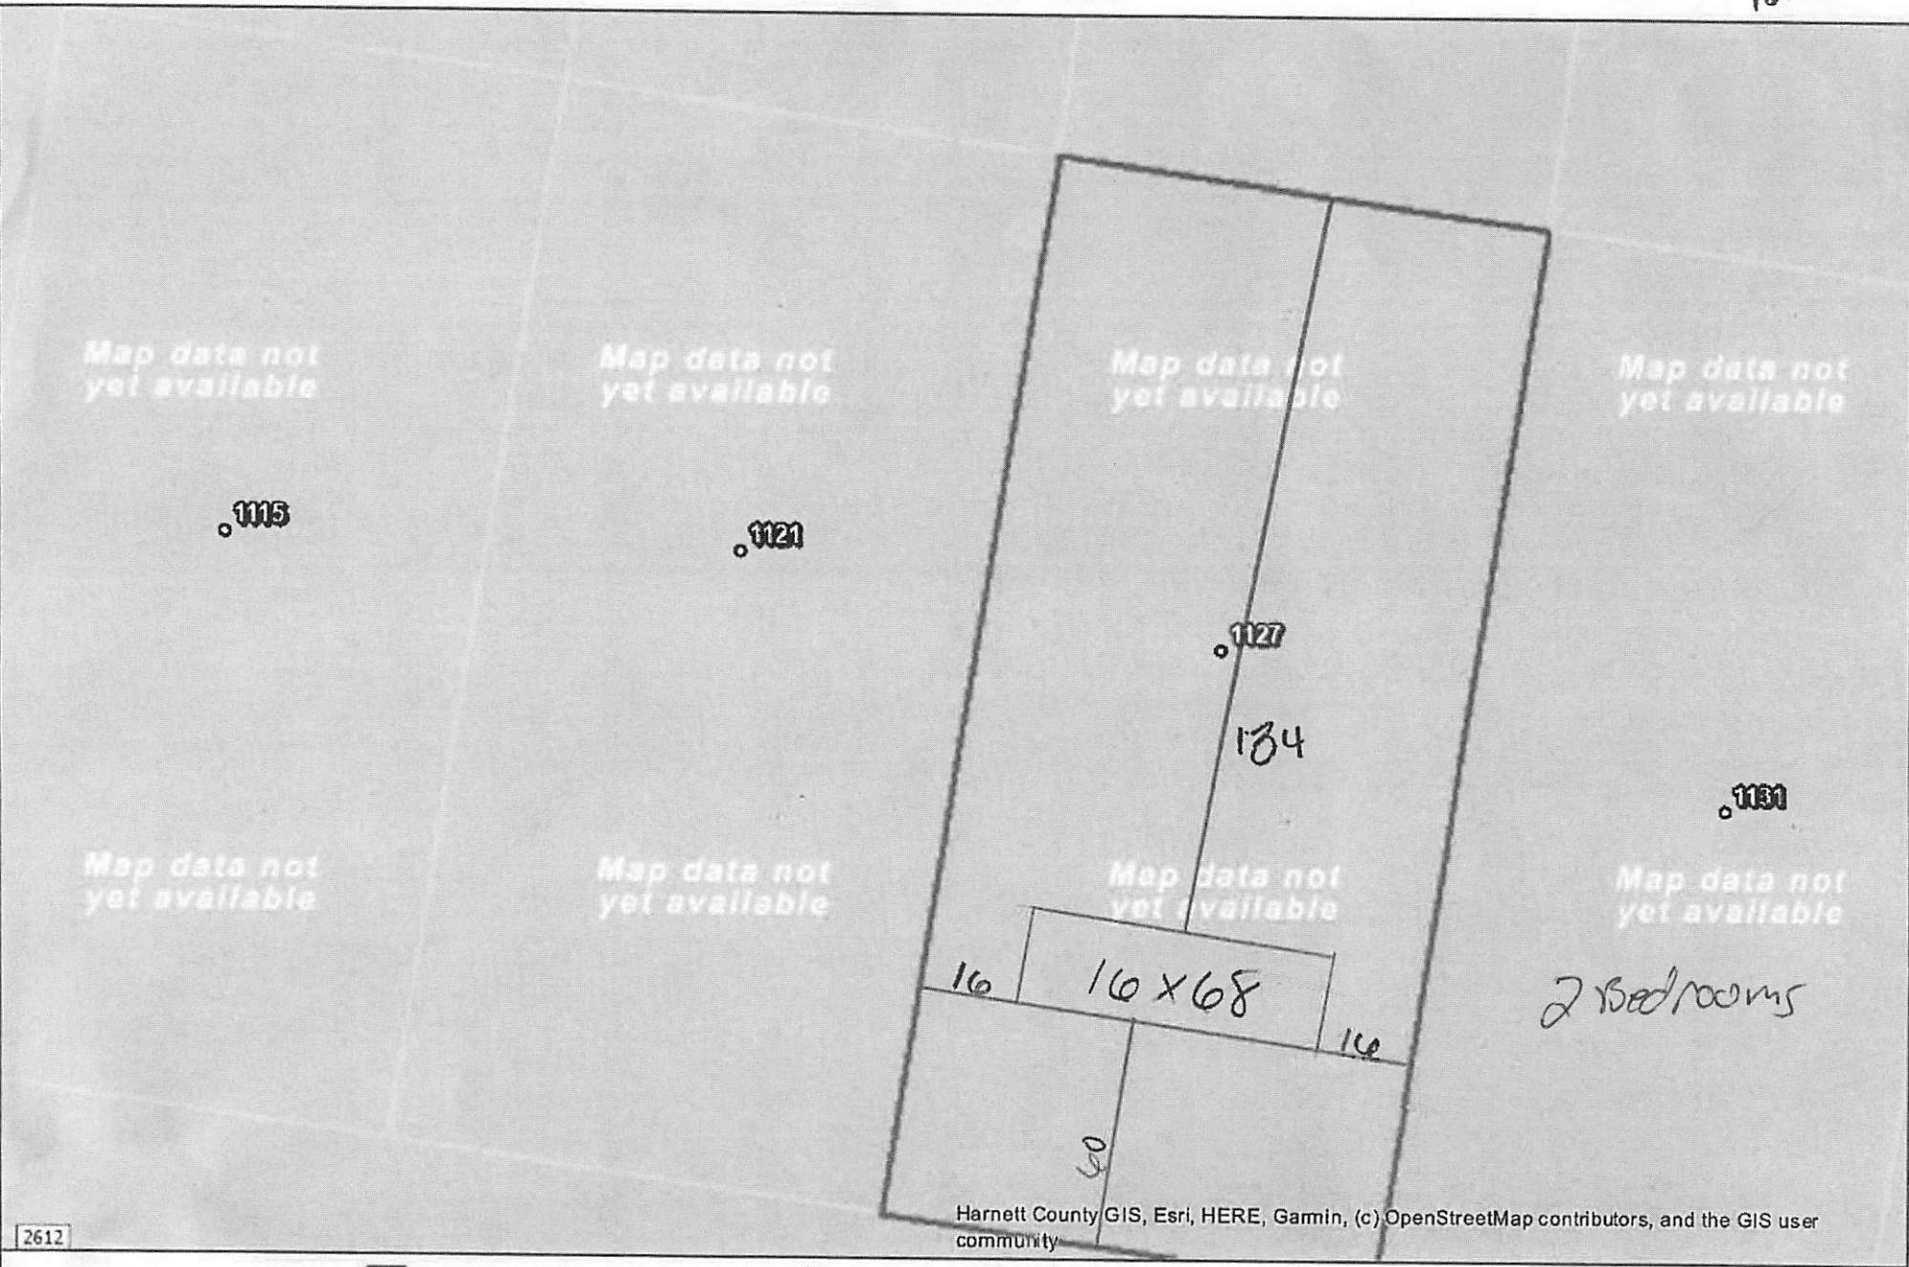 Map data not
yet available
Map data not
yet available
Map data not
yet available
Map data not
yet available
1115
1121
1127
134
1131
Map data not
yet available
Map data not
yet available
Map data not
yet available
Map data not
yet available
16
16 x 68
16
2 Bedrooms
60
Harnett County GIS, Esri, HERE, Garmin, (c) OpenStreetMap contributors, and the GIS user
community
2612